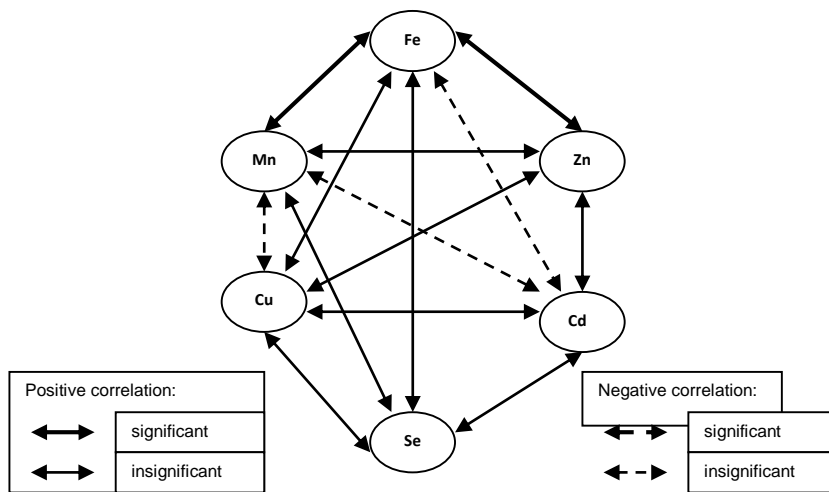 Fe
Mn
Zn
Cu
Cd
Se
Positive correlation:
significant
insignificant
Negative correlation:
significant
insignificant